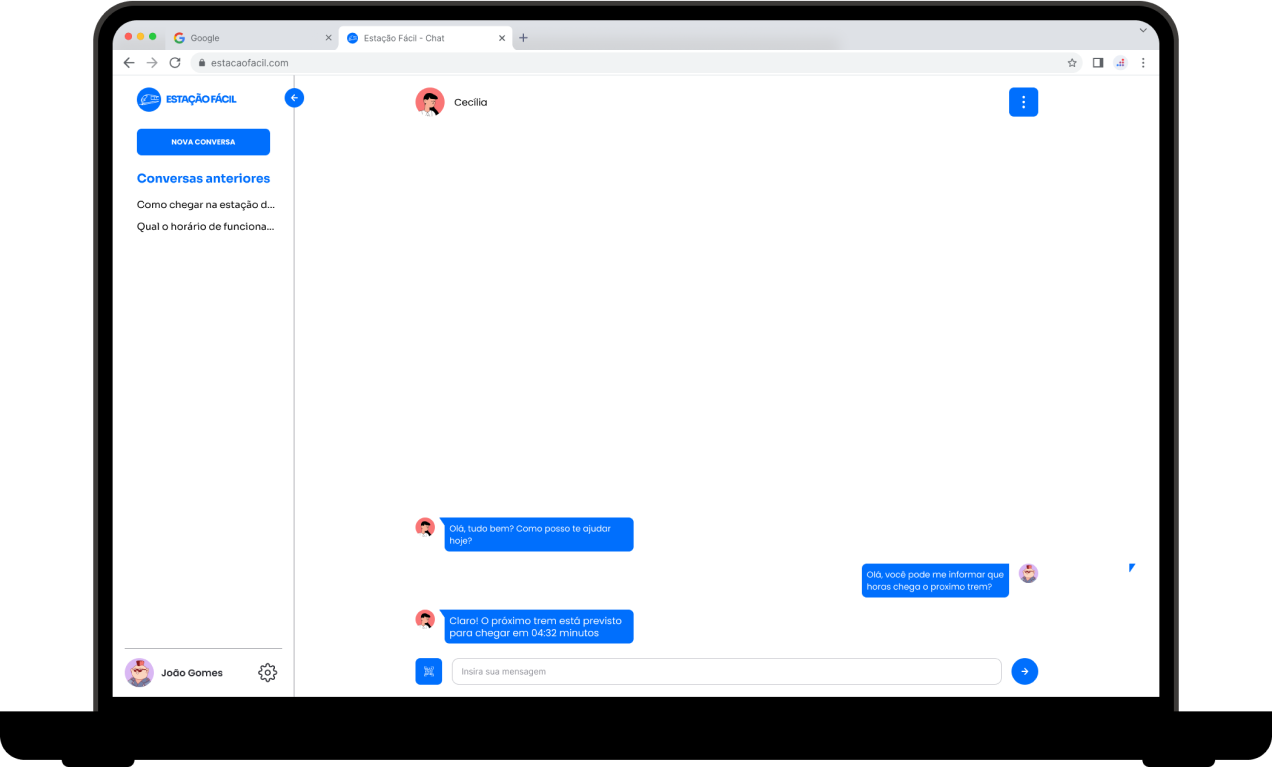 Google
Estação Fácil - Chat
estacaofacil.com
ESTAÇÃO FÁCIL
NOVA CONVERSA
Conversas anteriores
Como chegar na estação d...
Qual o horário de funciona...
João Gomes
Cecília
Olá, tudo bem? Como posso te ajudar
hoje?
Olá, você pode me informar que
horas chega o proximo trem?
Claro! O próximo trem está previsto
para chegar em 04:32 minutos
Insira sua mensagem